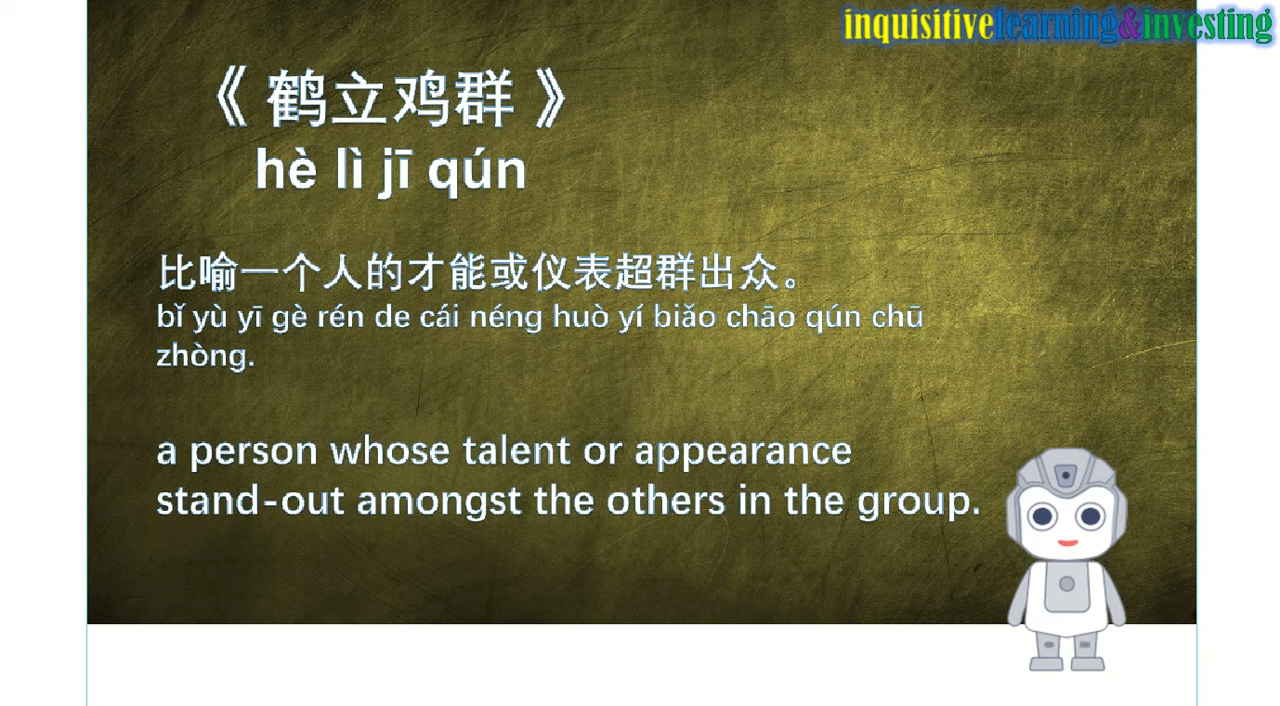 inquisitivelearning&investing
《 鹤立鸡群 》
hè lì jī qún
比喻一个人的才能或仪表超群出众。
bǐ yù yī gè rén de cái néng huò yí biǎo chāo qún chū
zhòng.
a person whose talent or appearance
stand-out amongst the others in the group.